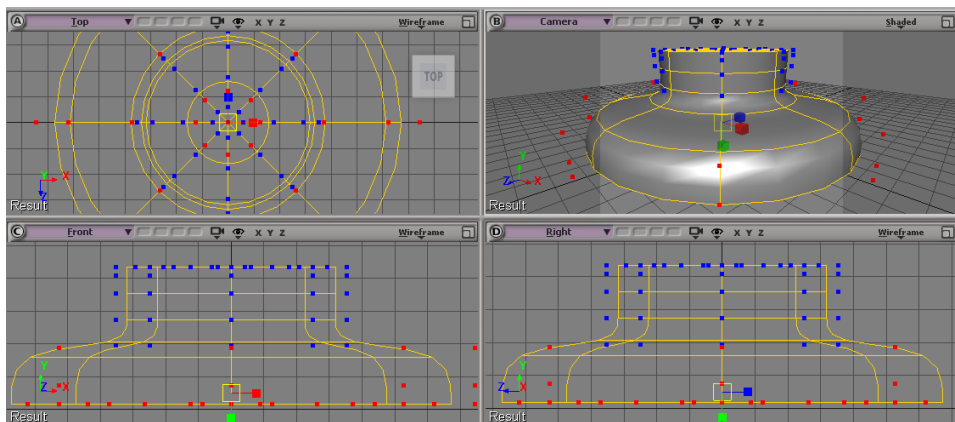 A Top X Y Z Wireframe
TOP
Y
X
Z
Result
B Camera Shaded
Y
Z X
Result
C Front X Y Z Wireframe
Y
Z X
Result
D Right X Y Z Wireframe
Y
Z X
Result